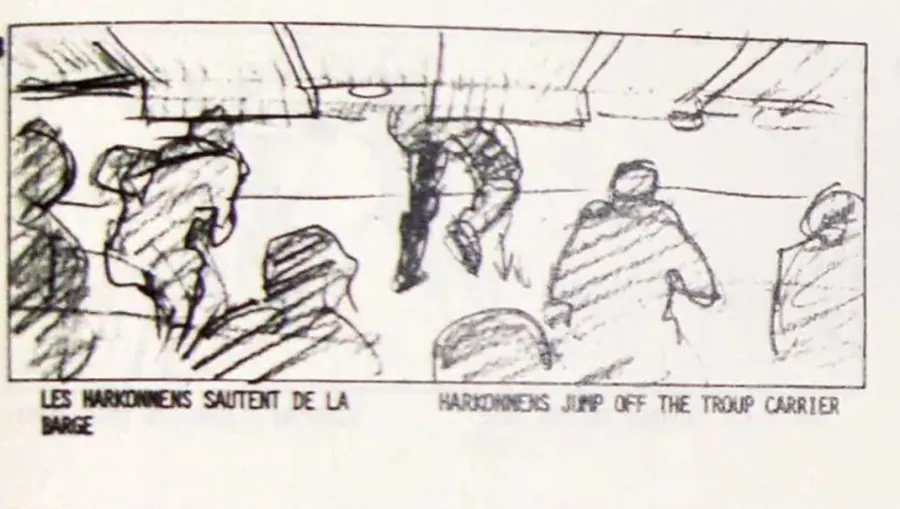 LES HARKONNENS SAUTENT DE LA
BARGE
HARKONNENS JUMP OFF THE TROUP CARRIER